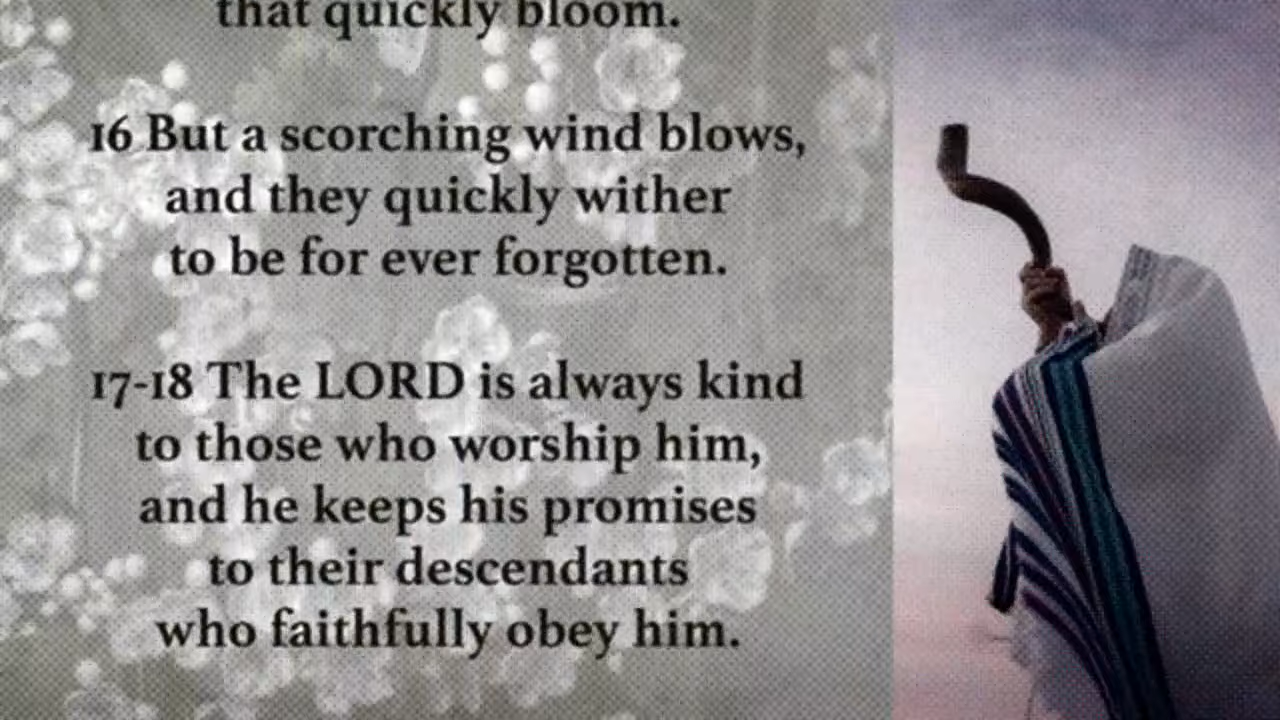 that quickly bloom.
16 But a scorching wind blows,
and they quickly wither
to be for ever forgotten.
17-18 The LORD is always kind
to those who worship him,
and he keeps his promises
to their descendants
who faithfully obey him.